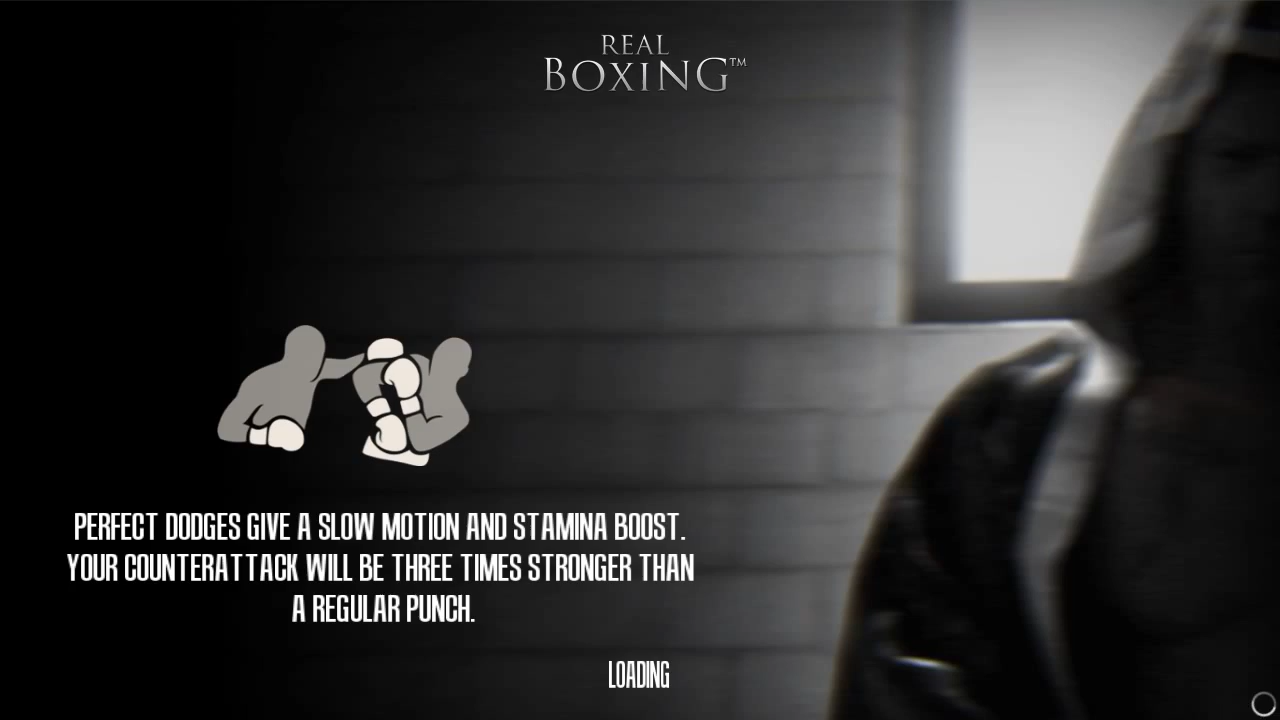 REAL
BOXING™
PERFECT DODGES GIVE A SLOW MOTION AND STAMINA BOOST.
YOUR COUNTERATTACK WILL BE THREE TIMES STRONGER THAN
A REGULAR PUNCH.
LOADING